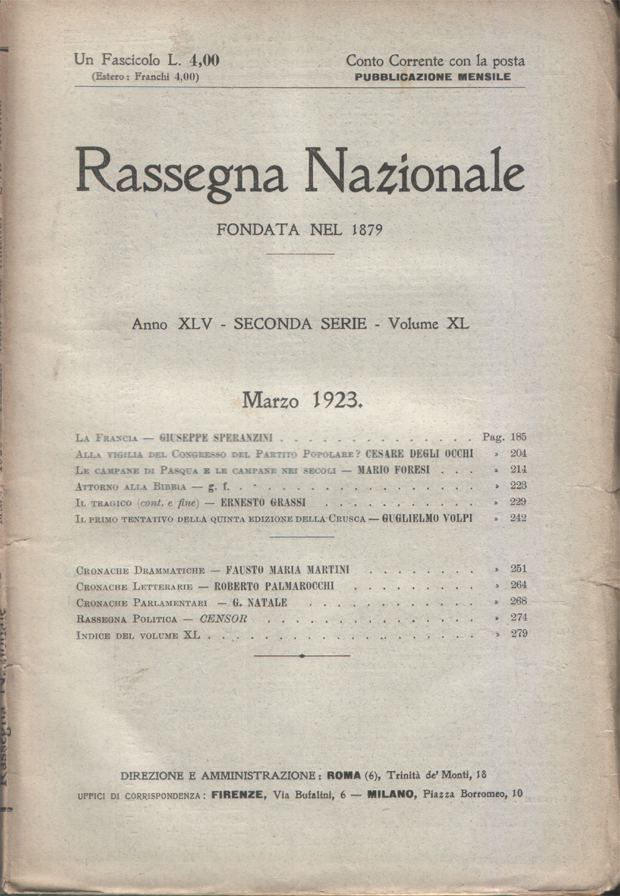 Un Fascicolo L. 4,00
(Estero: Franchi 4,00)
Conto Corrente con la posta
PUBBLICAZIONE MENSILE
Rassegna Nazionale
FONDATA NEL 1879
Anno XLV - SECONDA SERIE - Volume XL
Marzo 1923.
LA FRANCIA — GIUSEPPE SPERANZINI . . . . . . . . . . . . . . Pag. 185
ALLA VIGILIA DEL CONGRESSO DEL PARTITO POPOLARE? CESARE DEGLI OCCHI » 204
LE CAMPANE DI PASQUA E LE CAMPANE NEI SECOLI — MARIO FORESI . . . » 214
ATTORNO ALLA BIBBIA — g. f. . . . . . . . . . . . . . . . » 223
IL TRAGICO (cont. e fine) — ERNESTO GRASSI . . . . . . . . . . » 229
IL PRIMO TENTATIVO DELLA QUINTA EDIZIONE DELLA CRUSCA — GUGLIELMO VOLPI » 242
CRONACHE DRAMMATICHE — FAUSTO MARIA MARTINI . . . . . . . . » 251
CRONACHE LETTERARIE — ROBERTO PALMAROCCHI . . . . . . . . . » 264
CRONACHE PARLAMENTARI — G. NATALE . . . . . . . . . . . . » 268
RASSEGNA POLITICA — CENSOR . . . . . . . . . . . . . . » 274
INDICE DEL VOLUME XL . . . . . . . . . . . . . . . . . » 279
DIREZIONE E AMMINISTRAZIONE: ROMA (6), Trinità de' Monti, 18
UFFICI DI CORRISPONDENZA: FIRENZE, Via Bufalini, 6 — MILANO, Piazza Borromeo, 10
Rassegna